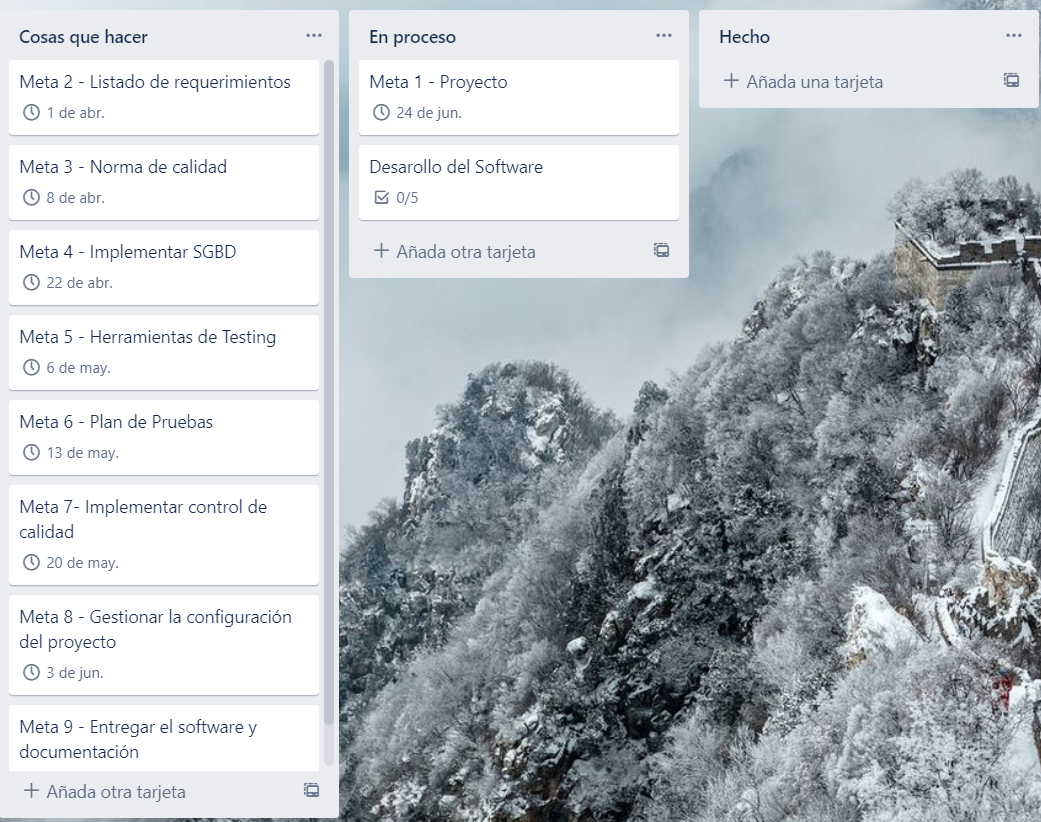 Cosas que hacer
Meta 2 - Listado de requerimientos
1 de abr.
Meta 3 - Norma de calidad
8 de abr.
Meta 4 - Implementar SGBD
22 de abr.
Meta 5 - Herramientas de Testing
6 de may.
Meta 6 - Plan de Pruebas
13 de may.
Meta 7- Implementar control de
calidad
20 de may.
Meta 8 - Gestionar la configuración
del proyecto
3 de jun.
Meta 9 - Entregar el software y
documentación
Añada otra tarjeta
En proceso
Meta 1 - Proyecto
24 de jun.
Desarollo del Software
0/5
Añada otra tarjeta
Hecho
Añada una tarjeta